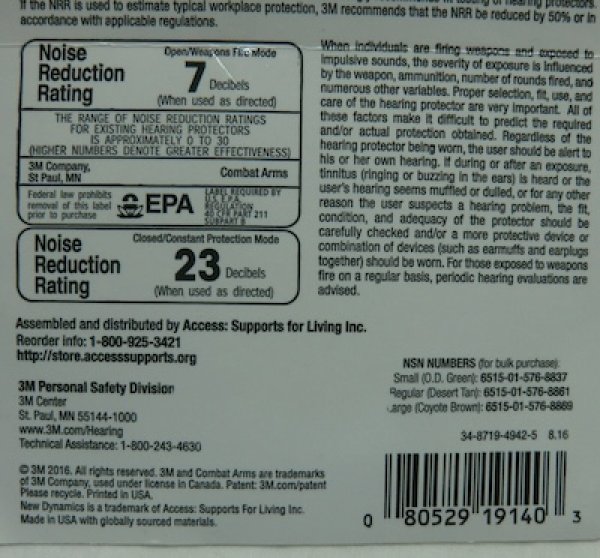 If the NRR is used to estimate typical workplace protection, 3M recommends that the NRR be reduced by 50% or in
accordance with applicable regulations.
Noise
Reduction
Rating
Open/Weapons Fire Mode
7 Decibels
(When used as directed)
THE RANGE OF NOISE REDUCTION RATINGS
FOR EXISTING HEARING PROTECTORS
IS APPROXIMATELY 0 TO 30
(HIGHER NUMBERS DENOTE GREATER EFFECTIVENESS)
3M Company,
St Paul, MN
Combat Arms
Federal law prohibits
removal of this label
prior to purchase
EPA
LABEL REQUIRED BY
U.S. E.P.A.
REGULATION
40 CFR PART 211
SUBPART B
Noise
Reduction
Rating
Closed/Constant Protection Mode
23 Decibels
(When used as directed)
When individuals are firing weapons and exposed to
impulsive sounds, the severity of exposure is influenced
by the weapon, ammunition, number of rounds fired, and
numerous other variables. Proper selection, fit, use, and
care of the hearing protector are very important. All of
these factors make it difficult to predict the required
and/or actual protection obtained. Regardless of the
hearing protector being worn, the user should be alert to
his or her own hearing. If during or after an exposure,
tinnitus (ringing or buzzing in the ears) is heard or the
user's hearing seems muffled or dulled, or for any other
reason the user suspects a hearing problem, the fit,
condition, and adequacy of the protector should be
carefully checked and/or a more protective device or
combination of devices (such as earmuffs and earplugs
together) should be worn. For those exposed to weapons
fire on a regular basis, periodic hearing evaluations are
advised.
Assembled and distributed by Access: Supports for Living Inc.
Reorder info: 1-800-925-3421
http://store.accesssupports.org
3M Personal Safety Division
3M Center
St. Paul, MN 55144-1000
www.3M.com/Hearing
Technical Assistance: 1-800-243-4630
© 3M 2016. All rights reserved. 3M and Combat Arms are trademarks
of 3M Company, used under license in Canada. Patent: 3M.com/patent
Please recycle. Printed in USA.
New Dynamics is a trademark of Access: Supports For Living Inc.
Made in USA with globally sourced materials.
NSN NUMBERS (for bulk purchase)
Small (O.D. Green): 6515-01-576-8837
Regular (Desert Tan): 6515-01-576-8861
Large (Coyote Brown): 6515-01-576-8869
34-8719-4942-5 8.16
0 80529 19140 3